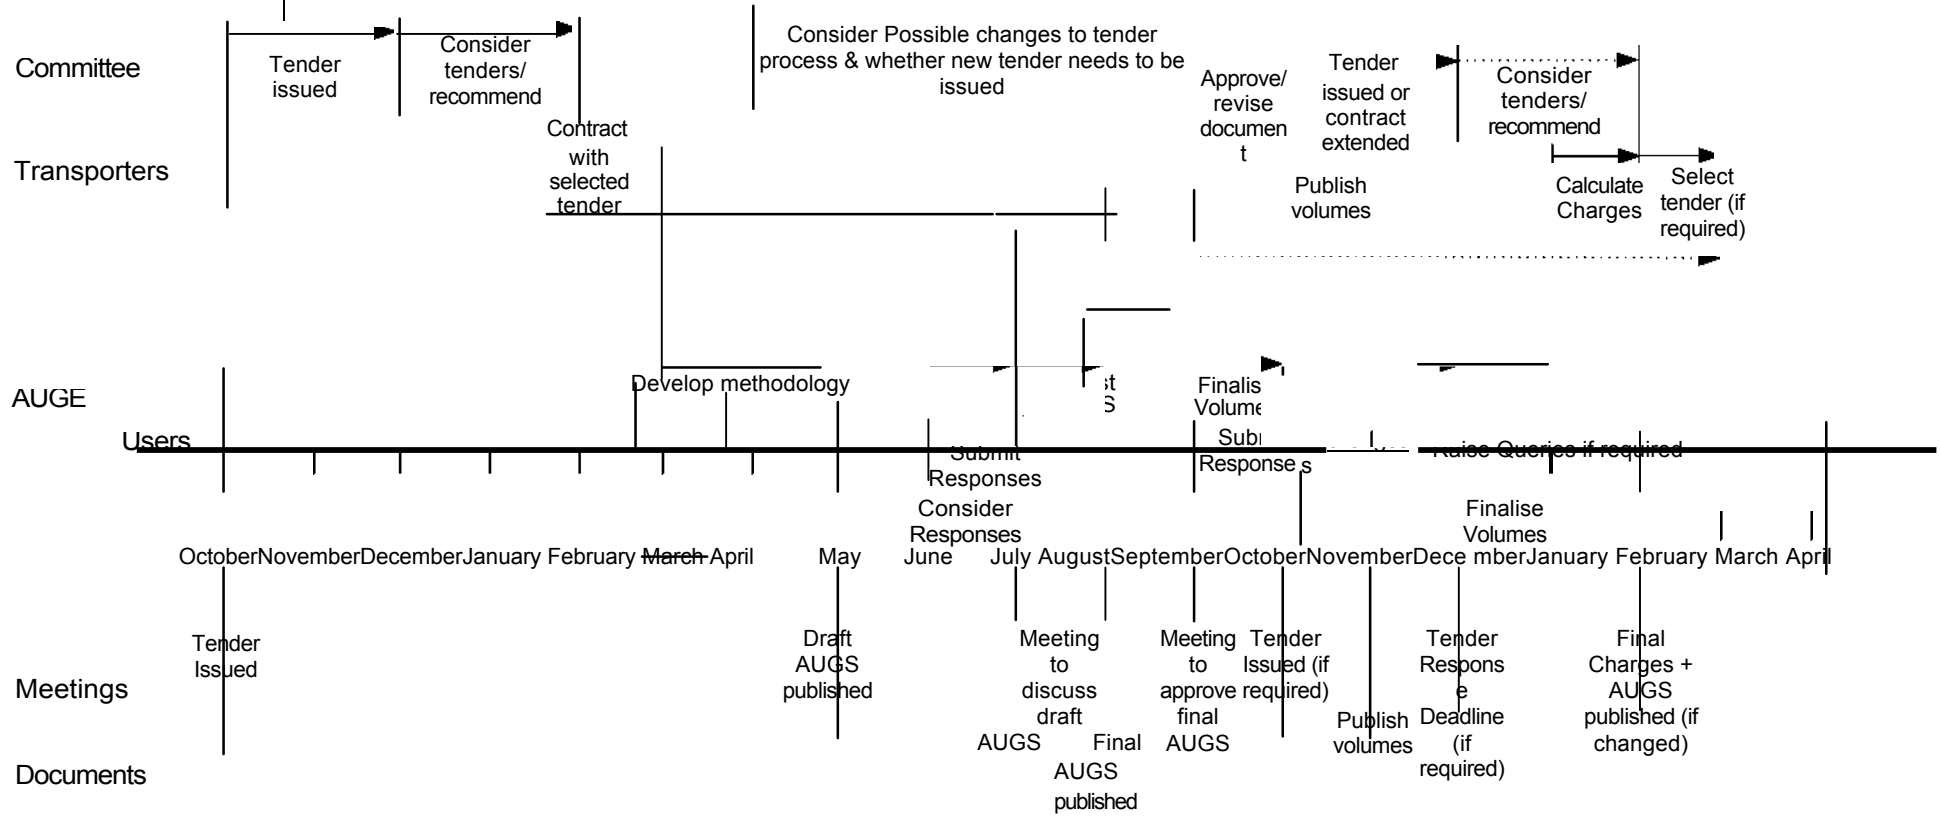 Committee
Tender
issued
Consider
tenders/
recommend
Consider Possible changes to tender
process & whether new tender needs to be
issued
Approve/
revise
documen
t
Tender
issued or
contract
extended
Consider
tenders/
recommend
Transporters
Contract
with
selected
tender
Publish
volumes
Calculate
Charges
Select
tender (if
required)
AUGE
Develop methodology
st
S
Finalis
Volume
Users
Submit
Responses
Sub
Response s
Raise Queries if required
Consider
Responses
Finalise
Volumes
October November December January February March April May June July August September October November Dece mber January February March April
Tender
Issued
Draft
AUGS
published
Meeting
to
discuss
draft
AUGS
Final
AUGS
published
Meeting
to
approve
final
AUGS
Tender
Issued (if
required)
Publish
volumes
Tender
Respons
e
Deadline
(if
required)
Final
Charges +
AUGS
published (if
changed)
Meetings
Documents